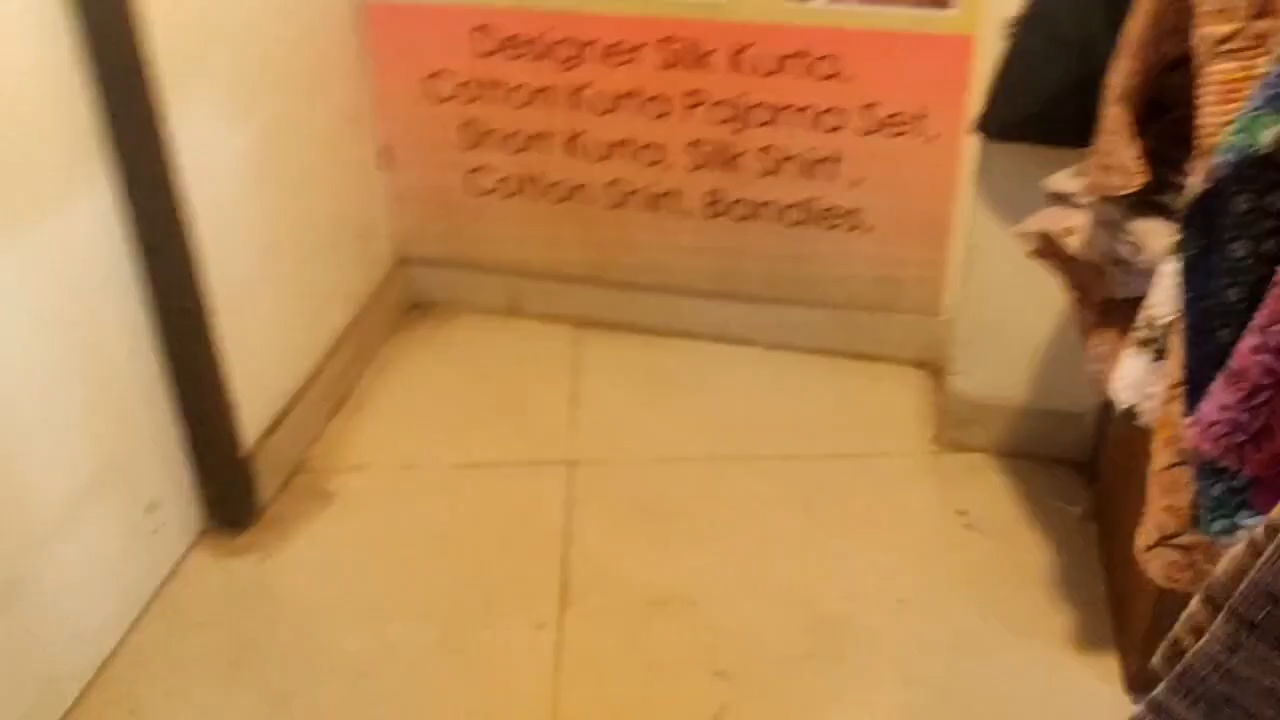 Designer Silk Kurta,
Cotton Kurta Pajama Set,
Short Kurta, Silk Shirt ,
Cotton Shirt, Bandies,